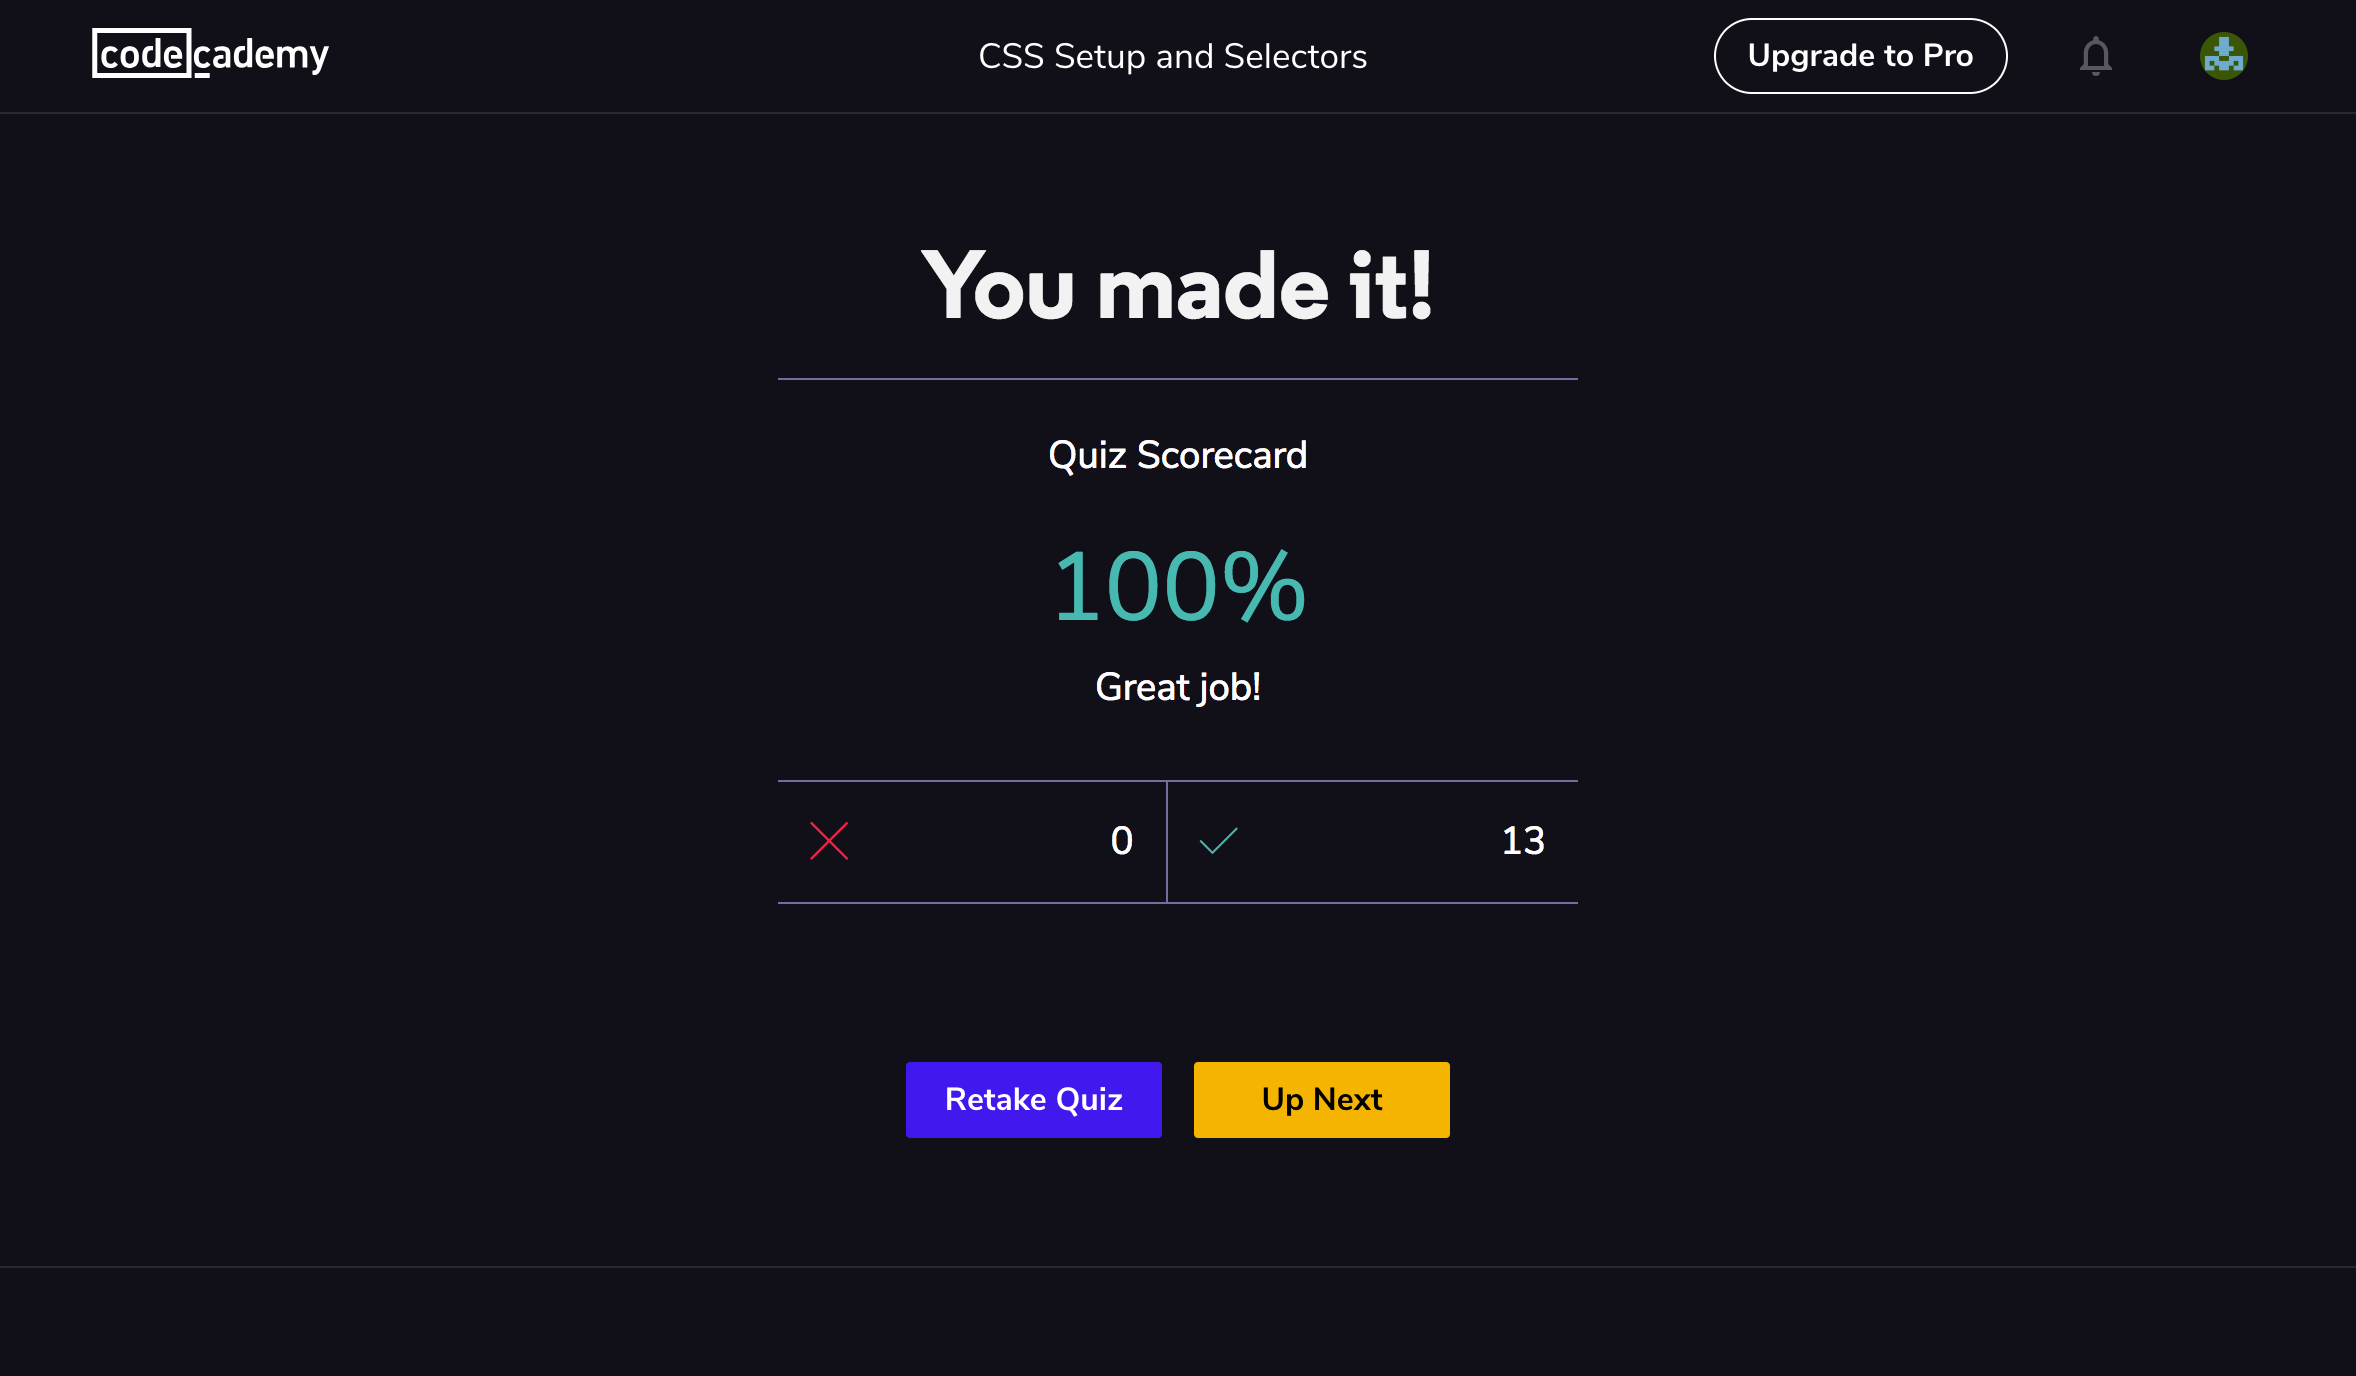 codecademy
CSS Setup and Selectors
Upgrade to Pro
You made it!
Quiz Scorecard
100%
Great job!
0
13
Retake Quiz
Up Next